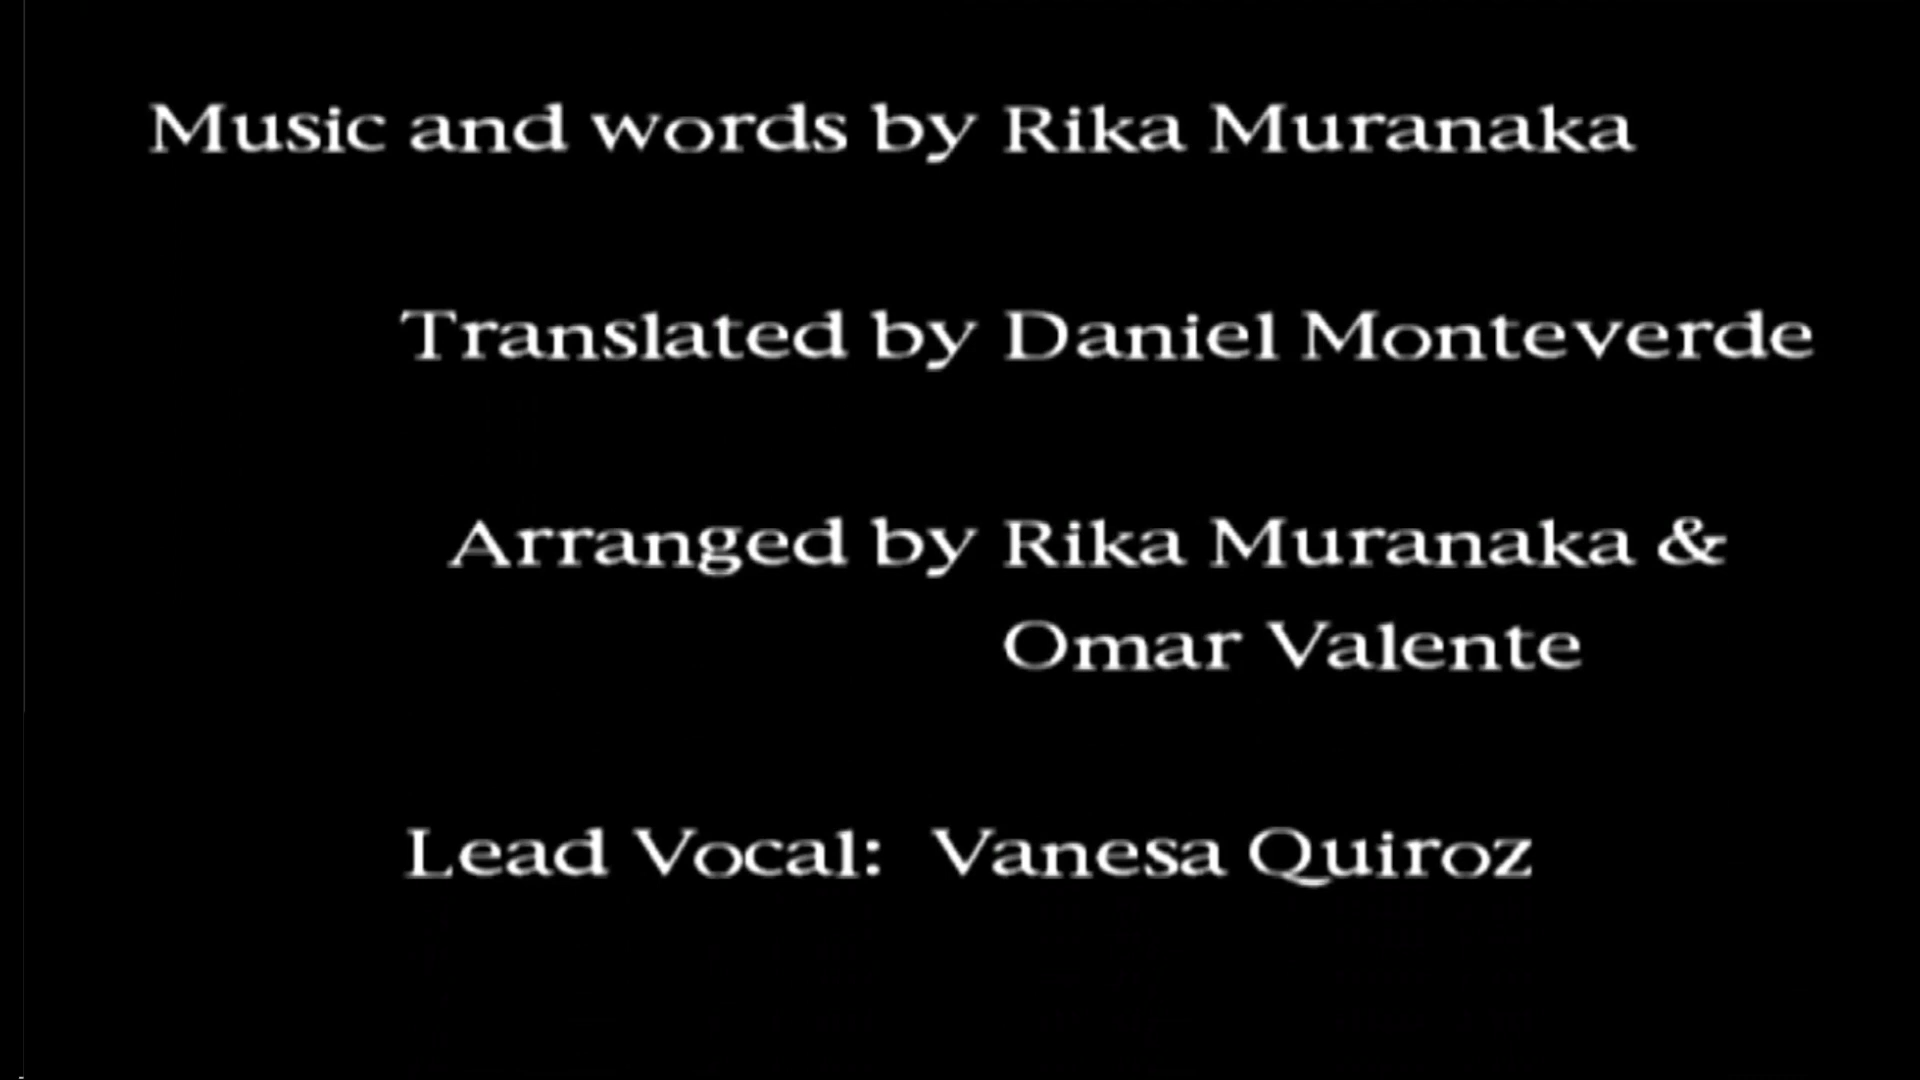 Music and words by Rika Muranaka
Translated by Daniel Monteverde
Arranged by Rika Muranaka &
Omar Valente
Lead Vocal: Vanesa Quiroz